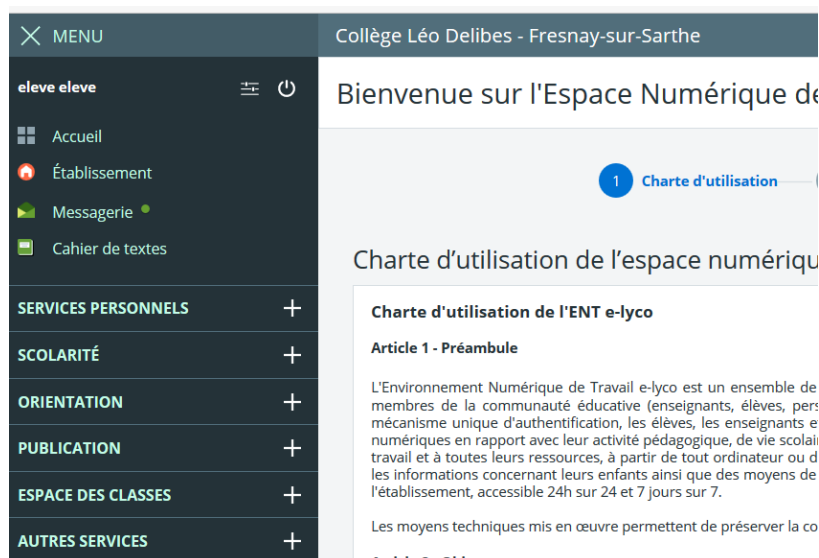 MENU
eleve eleve
Accueil
Établissement
Messagerie
Cahier de textes
SERVICES PERSONNELS
SCOLARITÉ
ORIENTATION
PUBLICATION
ESPACE DES CLASSES
AUTRES SERVICES
Collège Léo Delibes - Fresnay-sur-Sarthe
Bienvenue sur l'Espace Numérique de
1 Charte d'utilisation
Charte d’utilisation de l’espace numériqu
Charte d'utilisation de l'ENT e-lyco
Article 1 - Préambule
L'Environnement Numérique de Travail e-lyco est un ensemble de
membres de la communauté éducative (enseignants, élèves, pers
mécanisme unique d'authentification, les élèves, les enseignants e
numériques en rapport avec leur activité pédagogique, de vie scolai
travail et à toutes leurs ressources, à partir de tout ordinateur ou d
les informations concernant leurs enfants ainsi que des moyens de
l'établissement, accessible 24h sur 24 et 7 jours sur 7.
Les moyens techniques mis en œuvre permettent de préserver la co